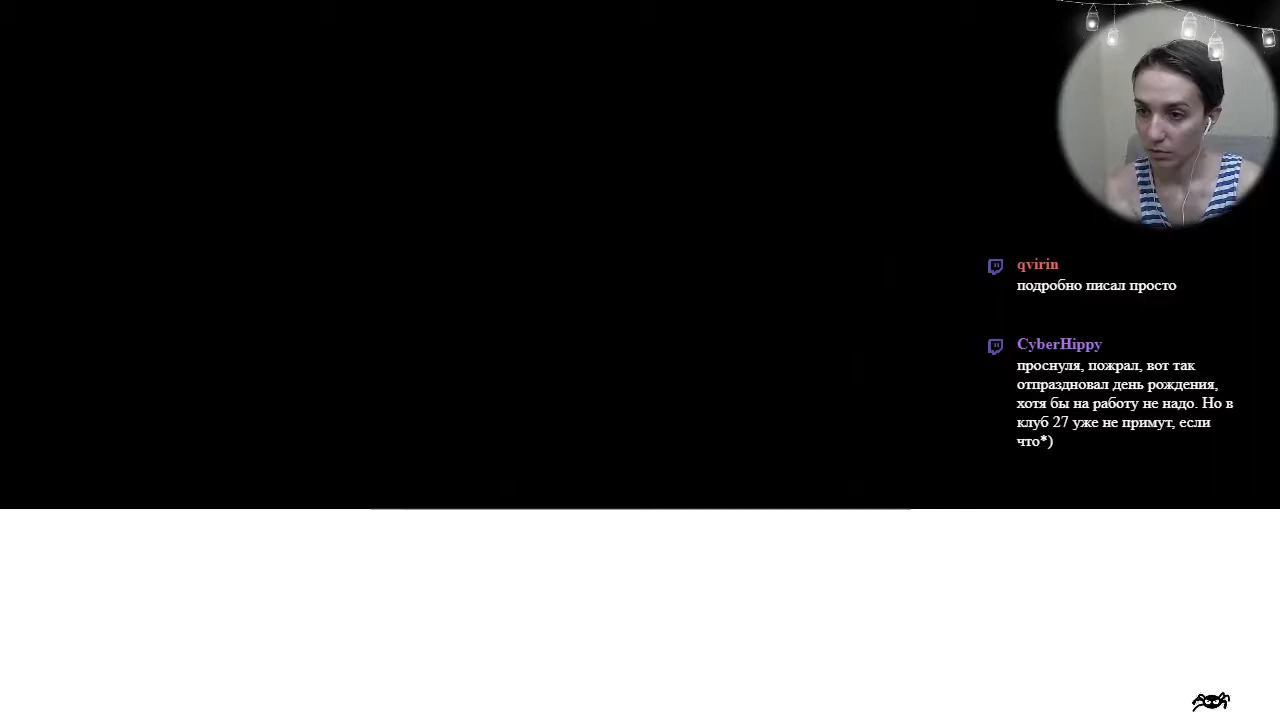 qvirin
подробно писал просто
CyberHippy
проснуля, пожрал, вот так
отпраздновал день рождения,
хотя бы на работу не надо. Но в
клуб 27 уже не примут, если
что*)